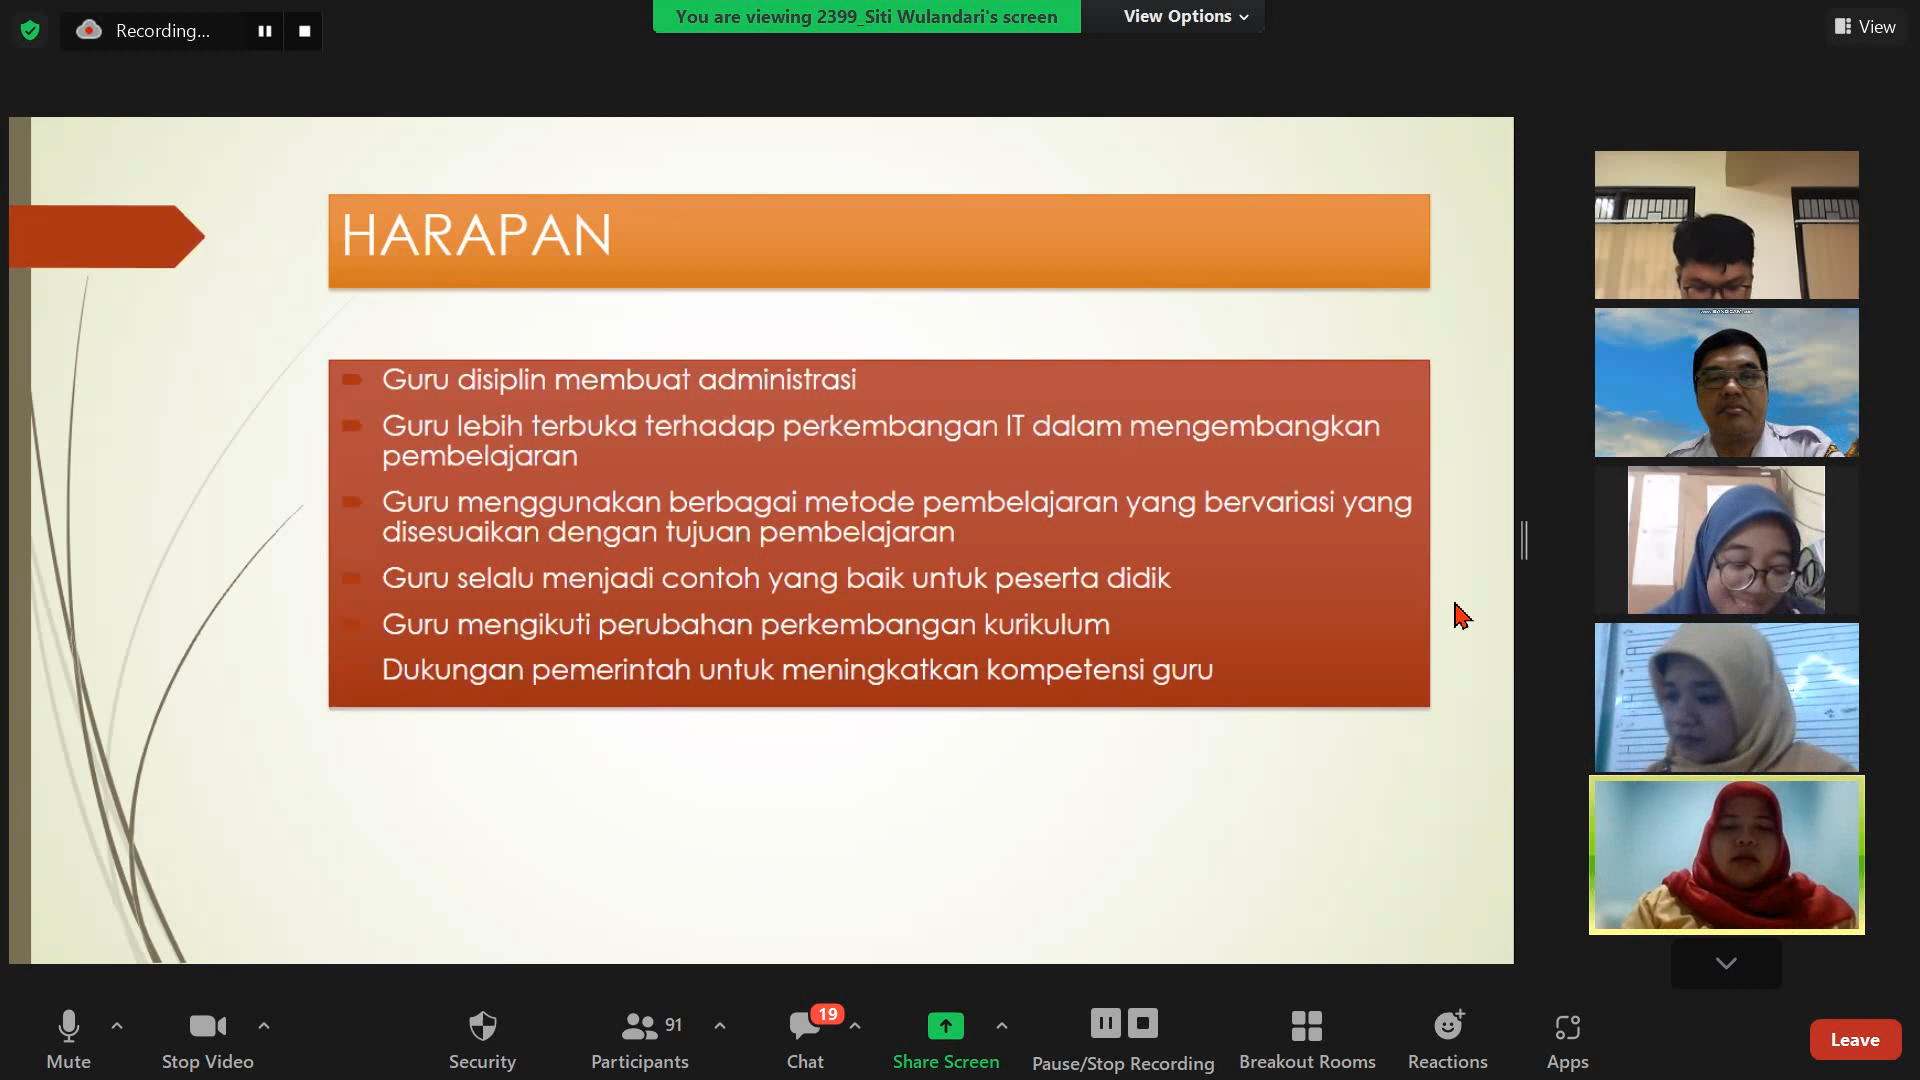 Recording...
You are viewing 2399_Siti Wulandari's screen
View Options
View
HARAPAN
Guru disiplin membuat administrasi
Guru lebih terbuka terhadap perkembangan IT dalam mengembangkan
pembelajaran
Guru menggunakan berbagai metode pembelajaran yang bervariasi yang
disesuaikan dengan tujuan pembelajaran
Guru selalu menjadi contoh yang baik untuk peserta didik
Guru mengikuti perubahan perkembangan kurikulum
Dukungan pemerintah untuk meningkatkan kompetensi guru
Mute
Stop Video
Security
91
Participants
19
Chat
Share Screen
Pause/Stop Recording
Breakout Rooms
Reactions
Apps
Leave